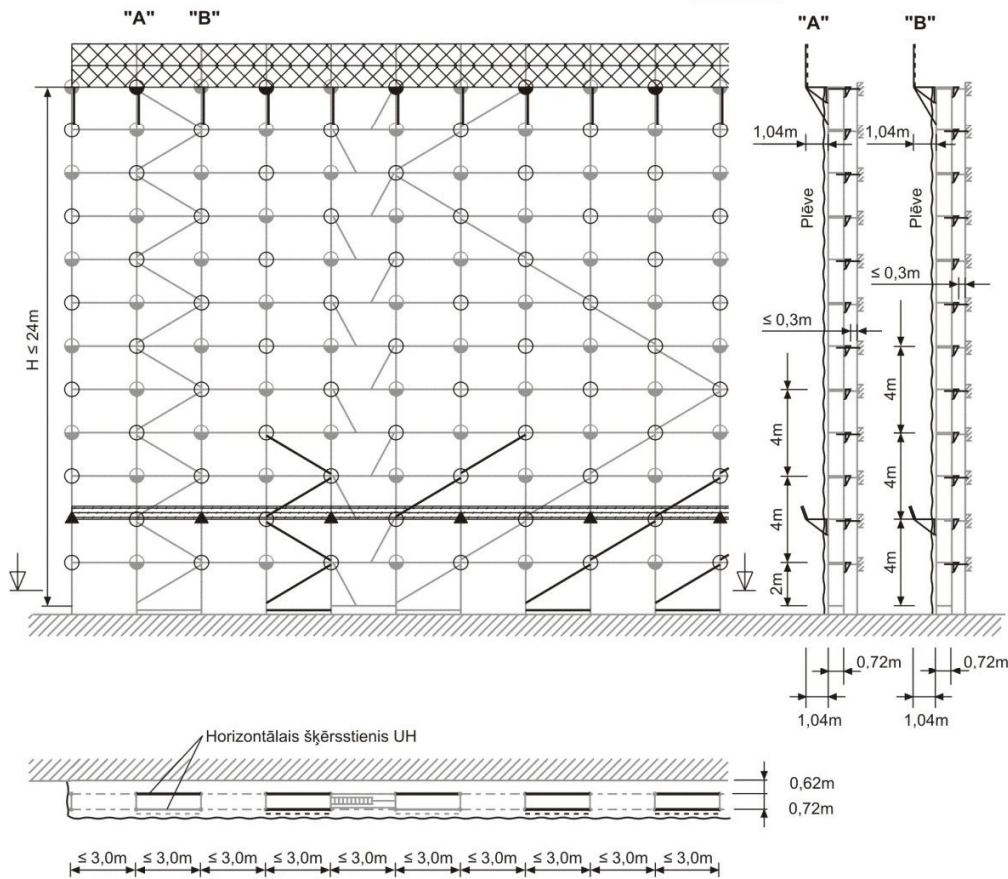 "A" "B" "A" "B"
1,04m 1,04m
Plēve Plēve
≤ 0,3m
≤ 0,3m
H ≤ 24m
4m 4m
4m 4m
2m 4m
0,72m 0,72m
1,04m 1,04m
Horizontālais šķērsstienis UH
0,62m
0,72m
≤ 3,0m ≤ 3,0m ≤ 3,0m ≤ 3,0m ≤ 3,0m ≤ 3,0m ≤ 3,0m ≤ 3,0m ≤ 3,0m ≤ 3,0m